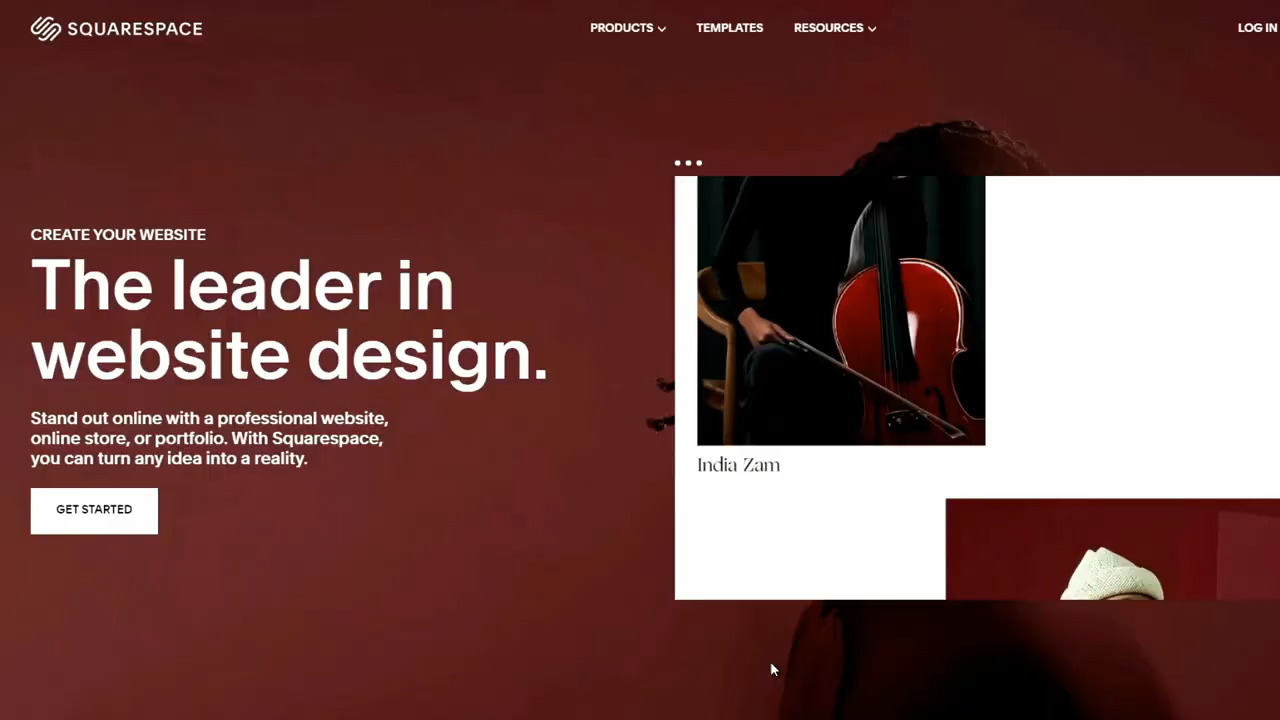 SQUARESPACE
PRODUCTS
TEMPLATES
RESOURCES
LOG IN
CREATE YOUR WEBSITE
The leader in
website design.
Stand out online with a professional website,
online store, or portfolio. With Squarespace,
you can turn any idea into a reality.
GET STARTED
India Zam